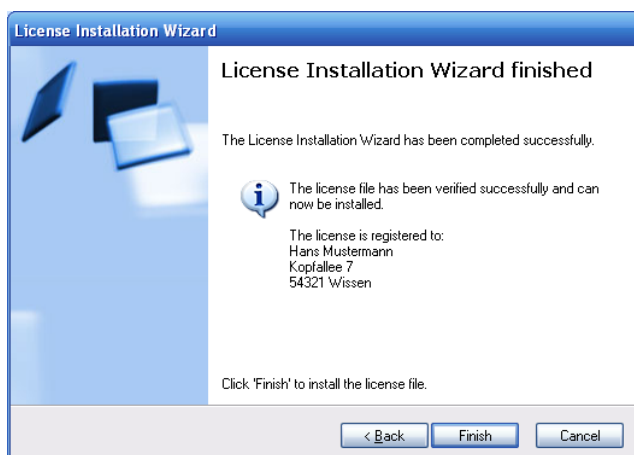 License Installation Wizard
License Installation Wizard finished
The License Installation Wizard has been completed successfully.
The license file has been verified successfully and can
now be installed.
The license is registered to:
Hans Mustermann
Kopfallee 7
54321 Wissen
Click 'Finish' to install the license file.
< Back
Finish
Cancel